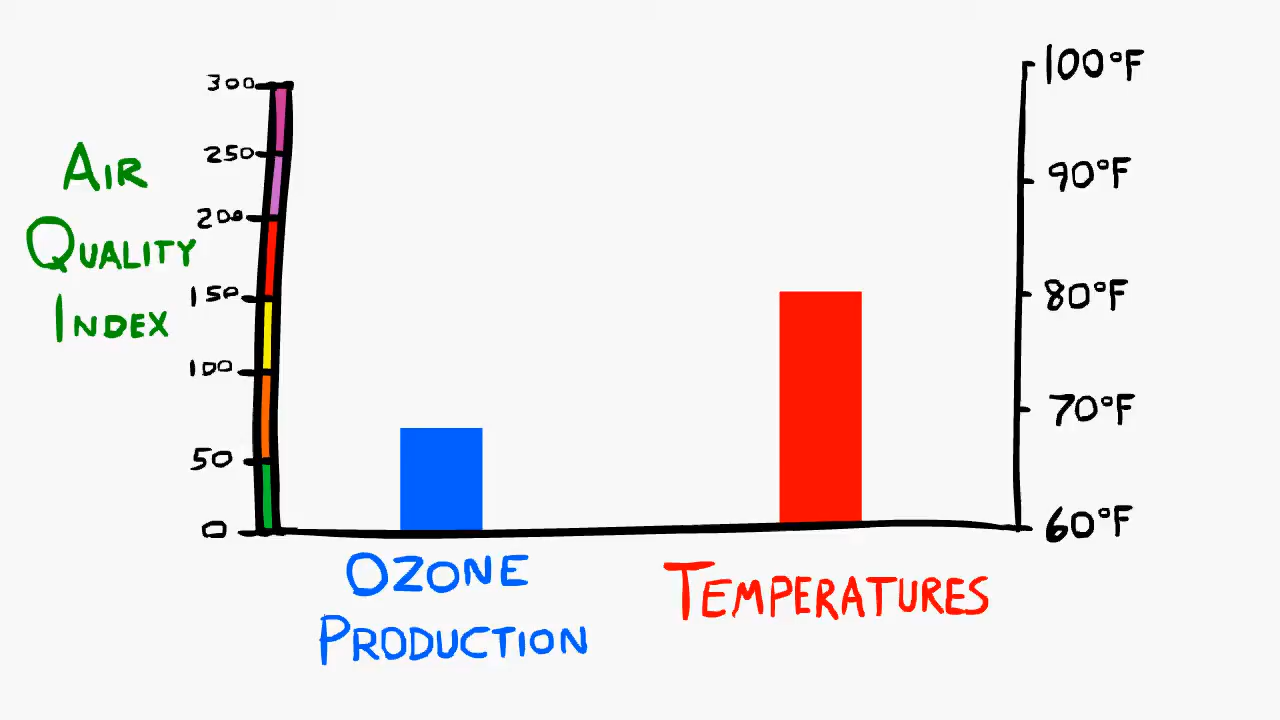 AIR
QUALITY
INDEX
300
250
200
150
100
50
0
OZONE
PRODUCTION
TEMPERATURES
100°F
90°F
80°F
70°F
60°F